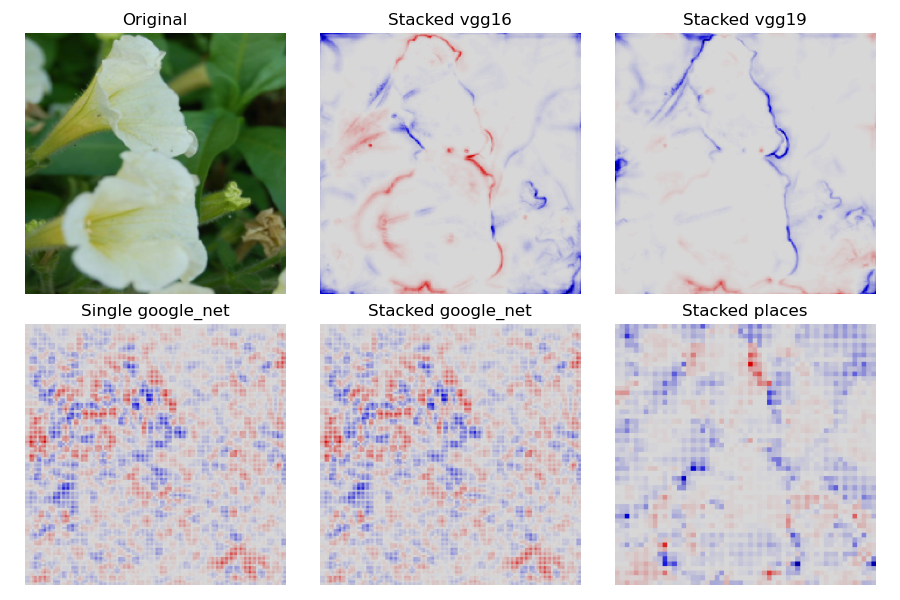 Original
Stacked vgg16
Stacked vgg19
Single google_net
Stacked google_net
Stacked places